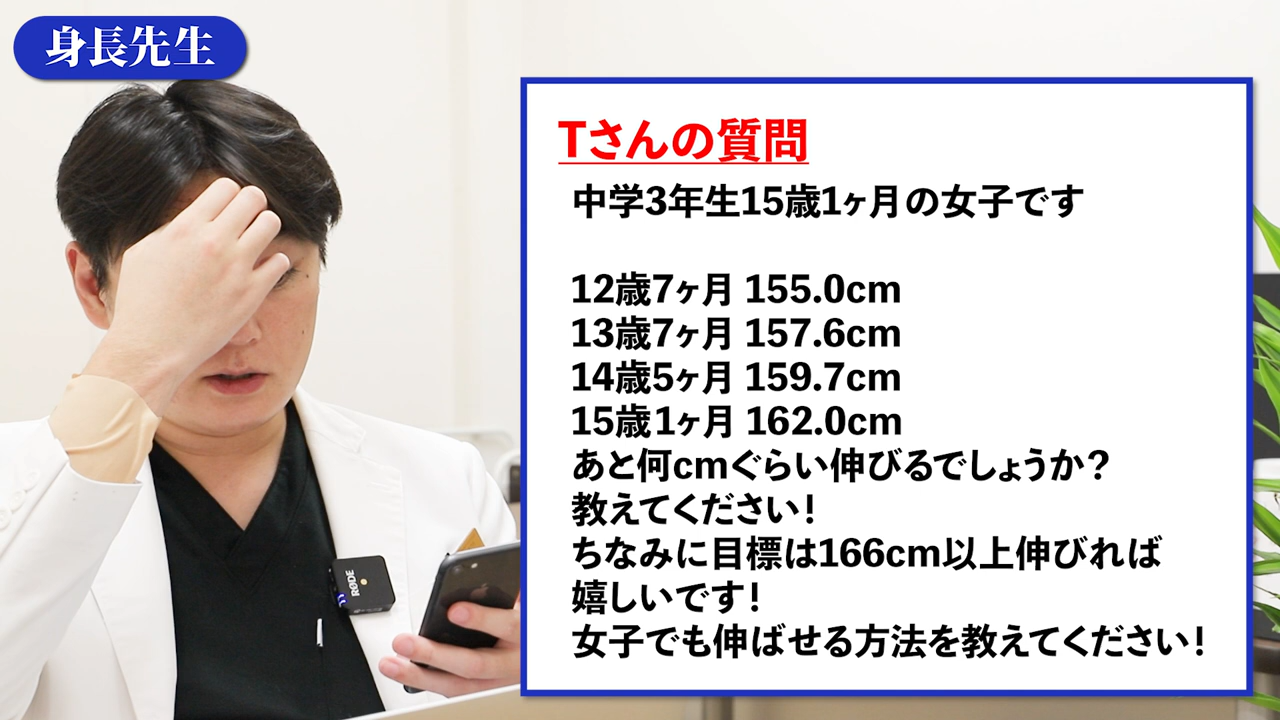 身長先生
Tさんの質問
中学3年生15歳1ヶ月の女子です
12歳7ヶ月 155.0cm
13歳7ヶ月 157.6cm
14歳5ヶ月 159.7cm
15歳1ヶ月 162.0cm
あと何cmぐらい伸びるでしょうか?
教えてください!
ちなみに目標は166cm以上伸びれば
嬉しいです!
女子でも伸ばせる方法を教えてください!
RØDE